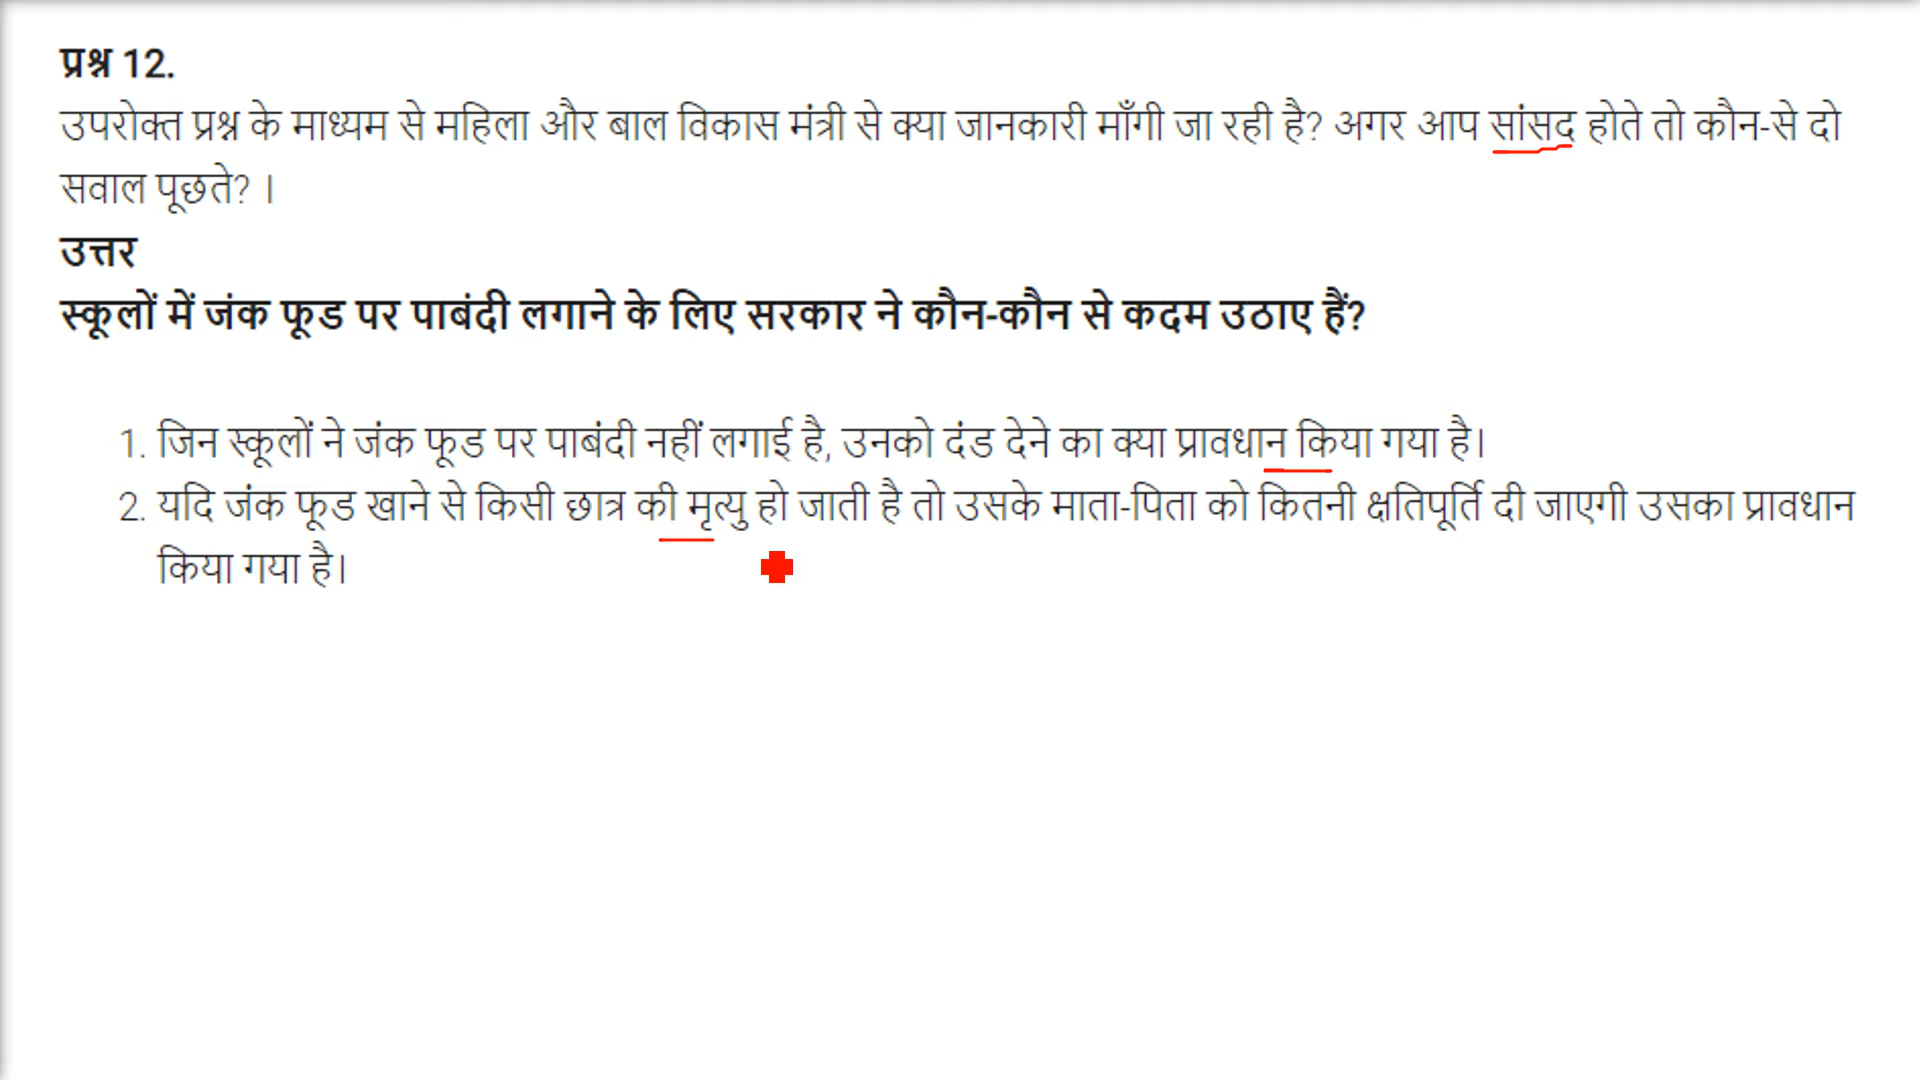 प्रश्न 12.
उपरोक्त प्रश्न के माध्यम से महिला और बाल विकास मंत्री से क्या जानकारी माँगी जा रही है? अगर आप सांसद होते तो कौन-से दो
सवाल पूछते? ।
उत्तर
स्कूलों में जंक फूड पर पाबंदी लगाने के लिए सरकार ने कौन-कौन से कदम उठाए हैं?
1. जिन स्कूलों ने जंक फूड पर पाबंदी नहीं लगाई है, उनको दंड देने का क्या प्रावधान किया गया है।
2. यदि जंक फूड खाने से किसी छात्र की मृत्यु हो जाती है तो उसके माता-पिता को कितनी क्षतिपूर्ति दी जाएगी उसका प्रावधान
किया गया है।